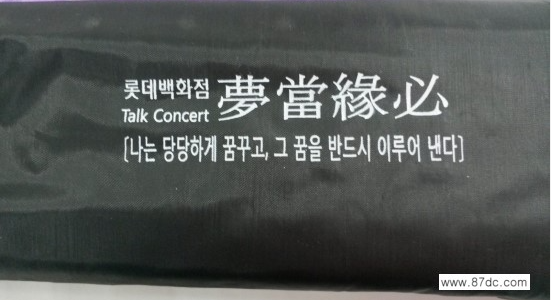 롯데백화점
Talk Concert
夢當緣必
[나는 당당하게 꿈꾸고, 그 꿈을 반드시 이루어 낸다]
www.87dc.com